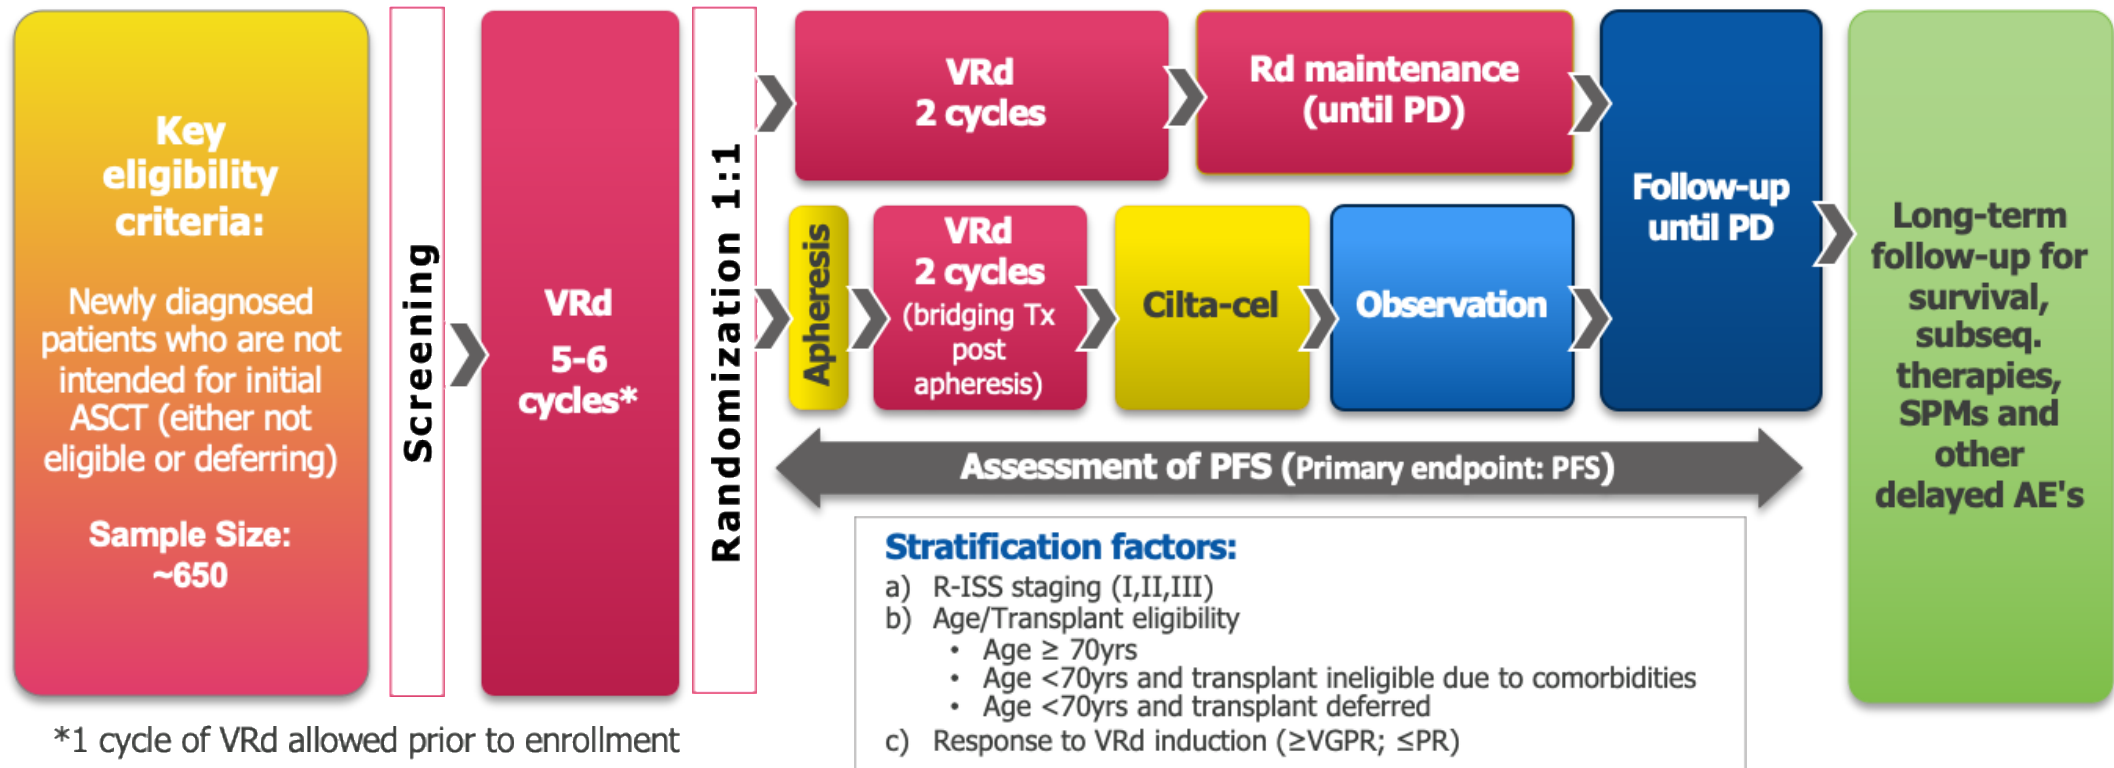 Key
eligibility
criteria:
Newly diagnosed
patients who are not
intended for initial
ASCT (either not
eligible or deferring)
Sample Size:
~650
Screening
VRd
5-6
cycles*
Randomization 1:1
VRd
2 cycles
Rd maintenance
(until PD)
Apheresis
VRd
2 cycles
(bridging Tx
post
apheresis)
Cilta-cel
Observation
Follow-up
until PD
Long-term
follow-up for
survival,
subseq.
therapies,
SPMs and
other
delayed AE's
Assessment of PFS (Primary endpoint: PFS)
Stratification factors:
a) R-ISS staging (I,II,III)
b) Age/Transplant eligibility
• Age ≥ 70yrs
• Age <70yrs and transplant ineligible due to comorbidities
• Age <70yrs and transplant deferred
c) Response to VRd induction (≥VGPR; ≤PR)
*1 cycle of VRd allowed prior to enrollment